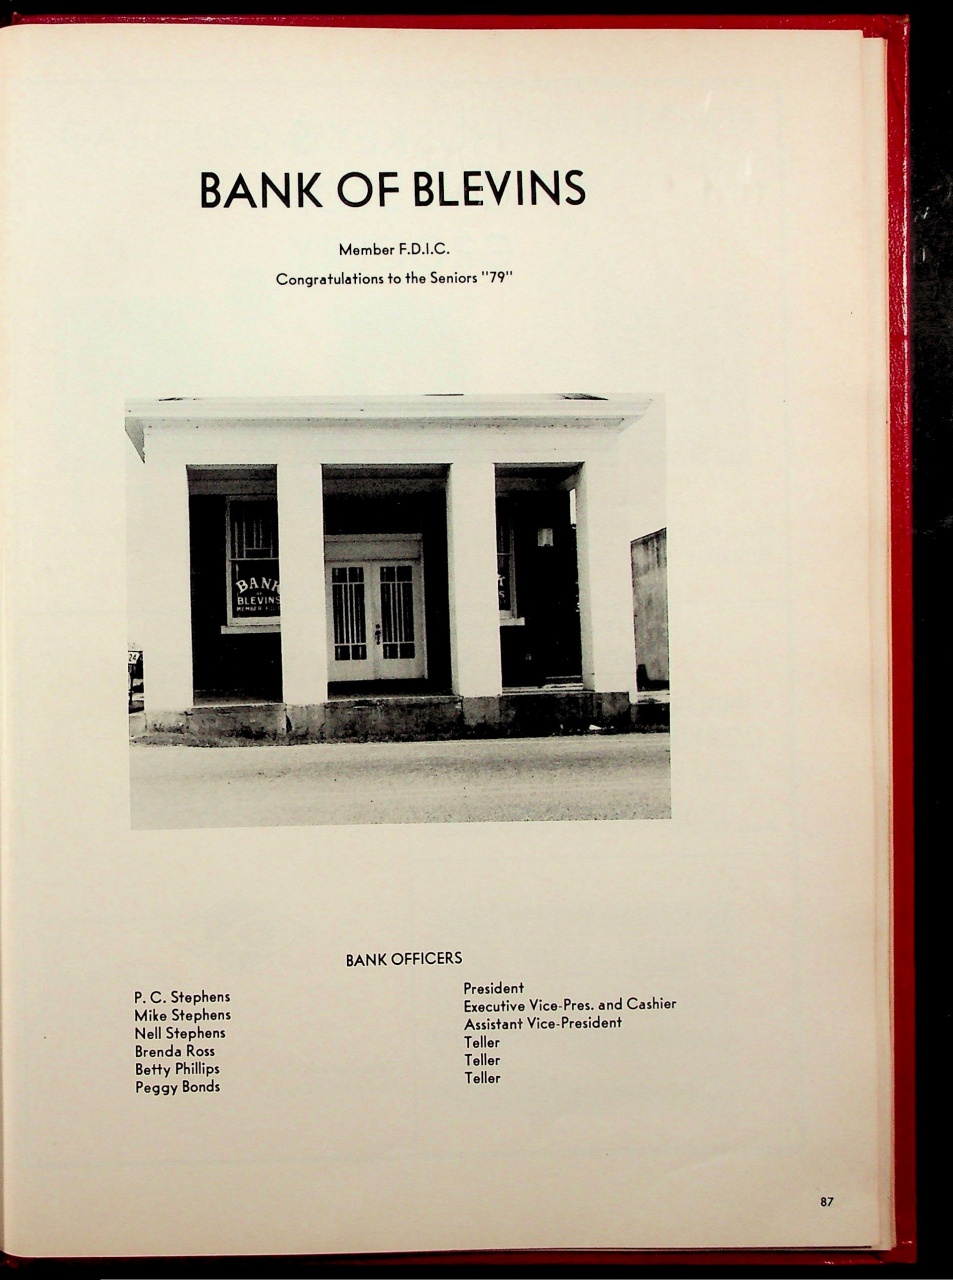 BANK OF BLEVINS
Member F.D.I.C.
Congratulations to the Seniors "79"
BANK
OF
BLEVINS
MEMBER F.D.I.C.
24
BANK OFFICERS
P. C. Stephens President
Mike Stephens Executive Vice-Pres. and Cashier
Nell Stephens Assistant Vice-President
Brenda Ross Teller
Betty Phillips Teller
Peggy Bonds Teller
87